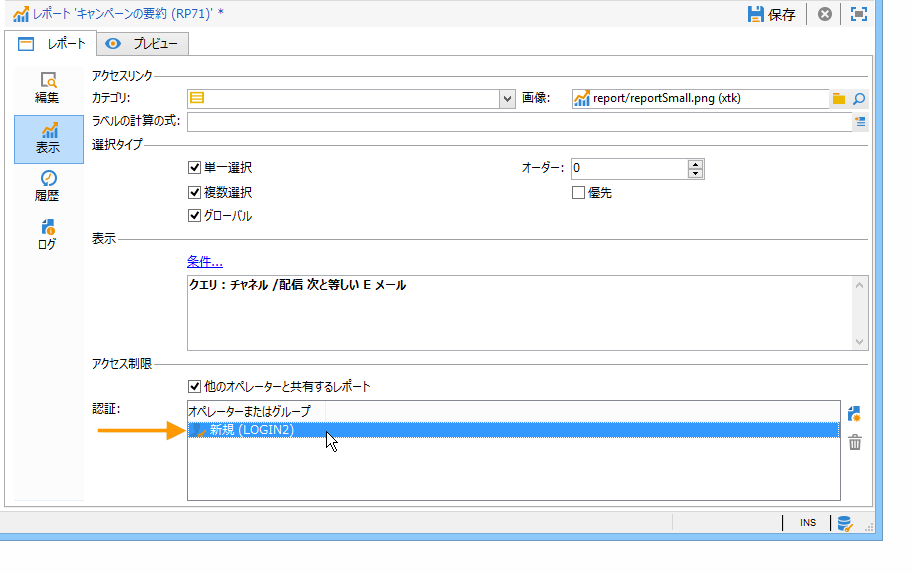 レポート 'キャンペーンの要約 (RP71)' *
保存
レポート
プレビュー
編集
表示
履歴
ログ
アクセスリンク
カテゴリ:
画像:
report/reportSmall.png (xtk)
ラベルの計算の式:
選択タイプ
単一選択
オーダー:
0
複数選択
優先
グローバル
表示
条件...
クエリ : チャネル /配信 次と等しい E メール
アクセス制限
他のオペレーターと共有するレポート
認証:
オペレーターまたはグループ
新規 (LOGIN2)
INS